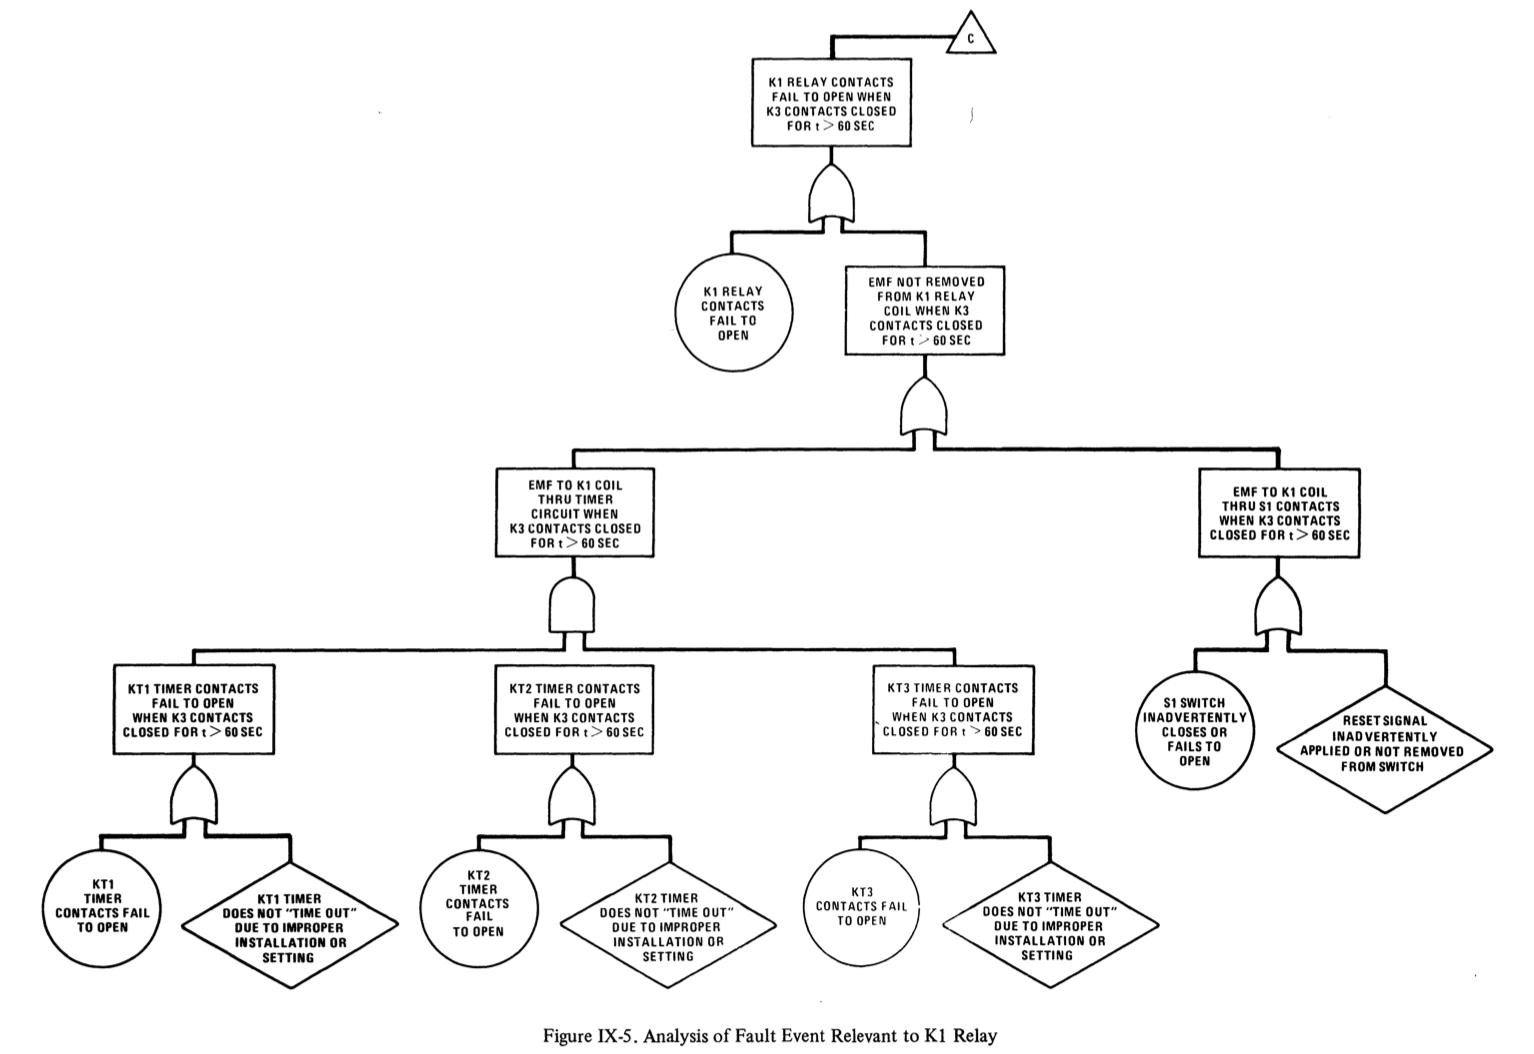 C
K1 RELAY CONTACTS
FAIL TO OPEN WHEN
K3 CONTACTS CLOSED
FOR t > 60 SEC
K1 RELAY
CONTACTS
FAIL TO
OPEN
EMF NOT REMOVED
FROM K1 RELAY
COIL WHEN K3
CONTACTS CLOSED
FOR t > 60 SEC
EMF TO K1 COIL
THRU TIMER
CIRCUIT WHEN
K3 CONTACTS CLOSED
FOR t > 60 SEC
EMF TO K1 COIL
THRU S1 CONTACTS
WHEN K3 CONTACTS
CLOSED FOR t > 60 SEC
KT1 TIMER CONTACTS
FAIL TO OPEN
WHEN K3 CONTACTS
CLOSED FOR t > 60 SEC
KT2 TIMER CONTACTS
FAIL TO OPEN
WHEN K3 CONTACTS
CLOSED FOR t > 60 SEC
KT3 TIMER CONTACTS
FAIL TO OPEN
WHEN K3 CONTACTS
CLOSED FOR t > 60 SEC
S1 SWITCH
INADVERTENTLY
CLOSES OR
FAILS TO
OPEN
RESET SIGNAL
INADVERTENTLY
APPLIED OR NOT REMOVED
FROM SWITCH
KT1
TIMER
CONTACTS FAIL
TO OPEN
KT1 TIMER
DOES NOT "TIME OUT"
DUE TO IMPROPER
INSTALLATION OR
SETTING
KT2
TIMER
CONTACTS
FAIL
TO OPEN
KT2 TIMER
DOES NOT "TIME OUT"
DUE TO IMPROPER
INSTALLATION OR
SETTING
KT3
CONTACTS FAIL
TO OPEN
KT3 TIMER
DOES NOT "TIME OUT"
DUE TO IMPROPER
INSTALLATION OR
SETTING
Figure IX-5. Analysis of Fault Event Relevant to K1 Relay